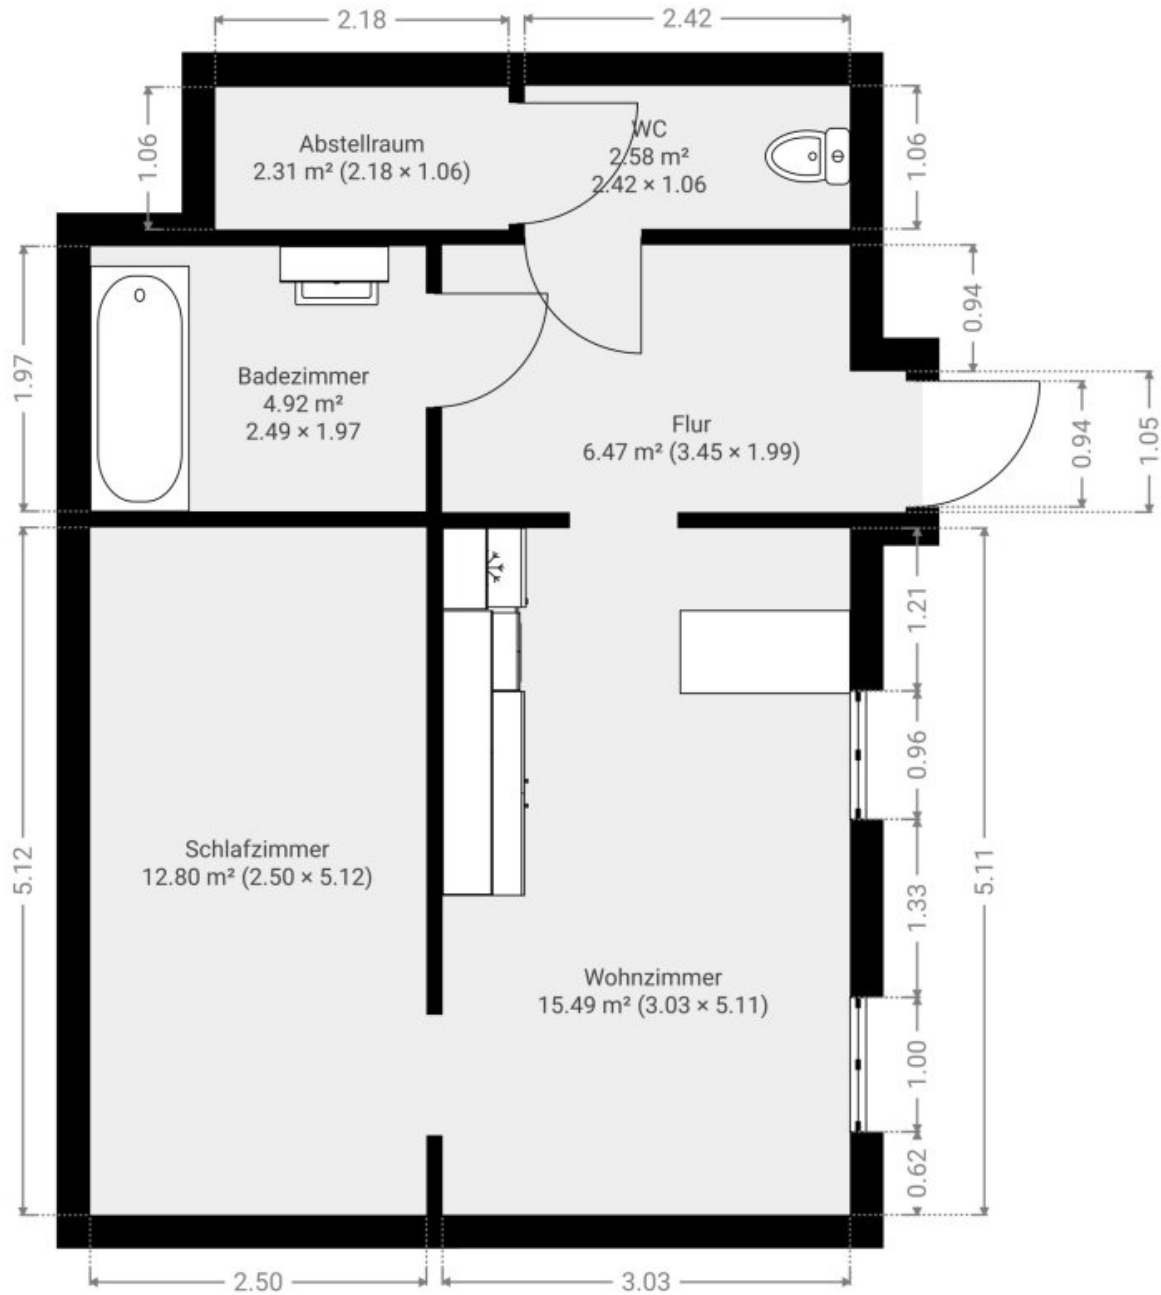 2.18
2.42
1.06
Abstellraum
2.31 m² (2.18 × 1.06)
WC
2.58 m²
2.42 × 1.06
1.06
1.97
Badezimmer
4.92 m²
2.49 × 1.97
Flur
6.47 m² (3.45 × 1.99)
0.94
0.94
1.05
5.12
Schlafzimmer
12.80 m² (2.50 × 5.12)
Wohnzimmer
15.49 m² (3.03 × 5.11)
1.21
0.96
1.33
1.00
0.62
5.11
2.50
3.03